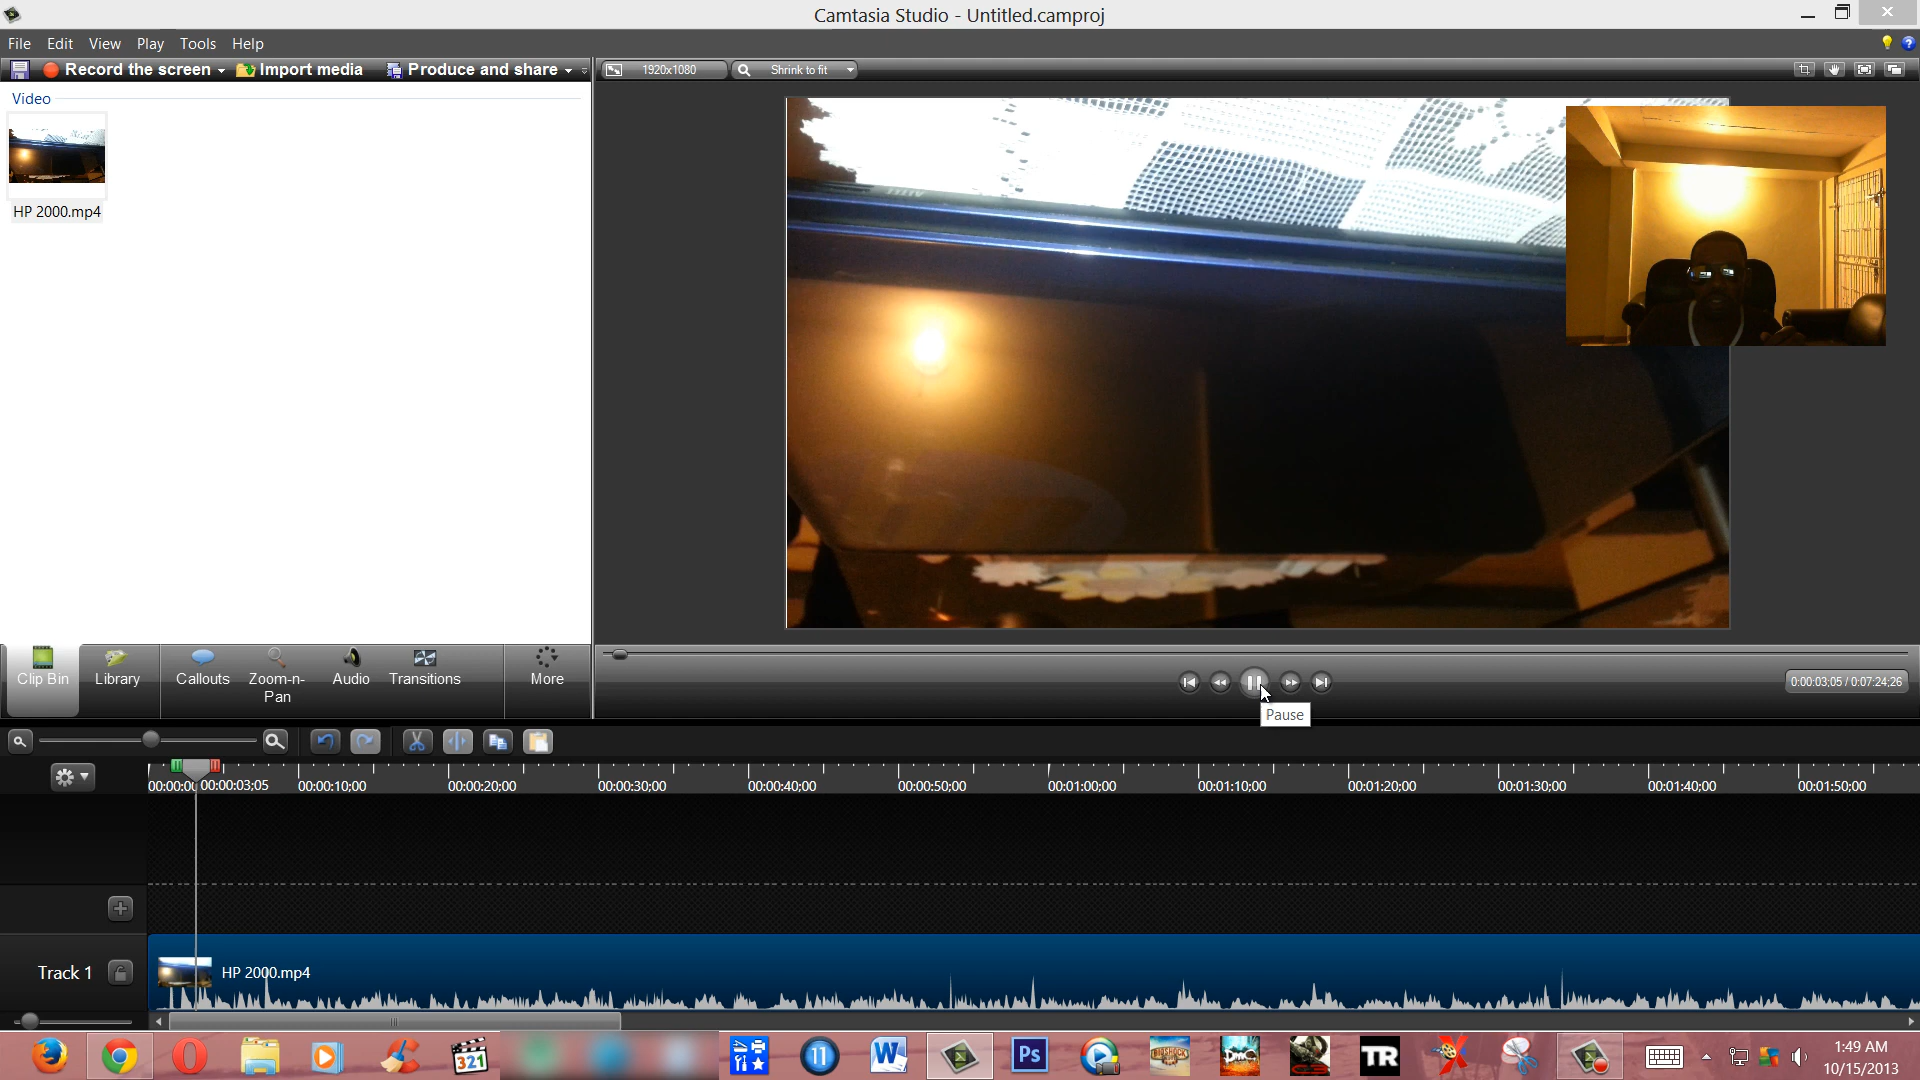 Camtasia Studio - Untitled.camproj
File Edit View Play Tools Help
Record the screen Import media Produce and share 1920x1080 Shrink to fit
Video
HP 2000.mp4
Clip Bin Library Callouts Zoom-n-Pan Audio Transitions More
0:00:03;05 / 0:07:24;26
Pause
00:00:03;05 00:00:10;00 00:00:20;00 00:00:30;00 00:00:40;00 00:00:50;00 00:01:00;00 00:01:10;00 00:01:20;00 00:01:30;00 00:01:40;00 00:01:50;00
Track 1 HP 2000.mp4
321 11 W Ps DmC TR
1:49 AM
10/15/2013